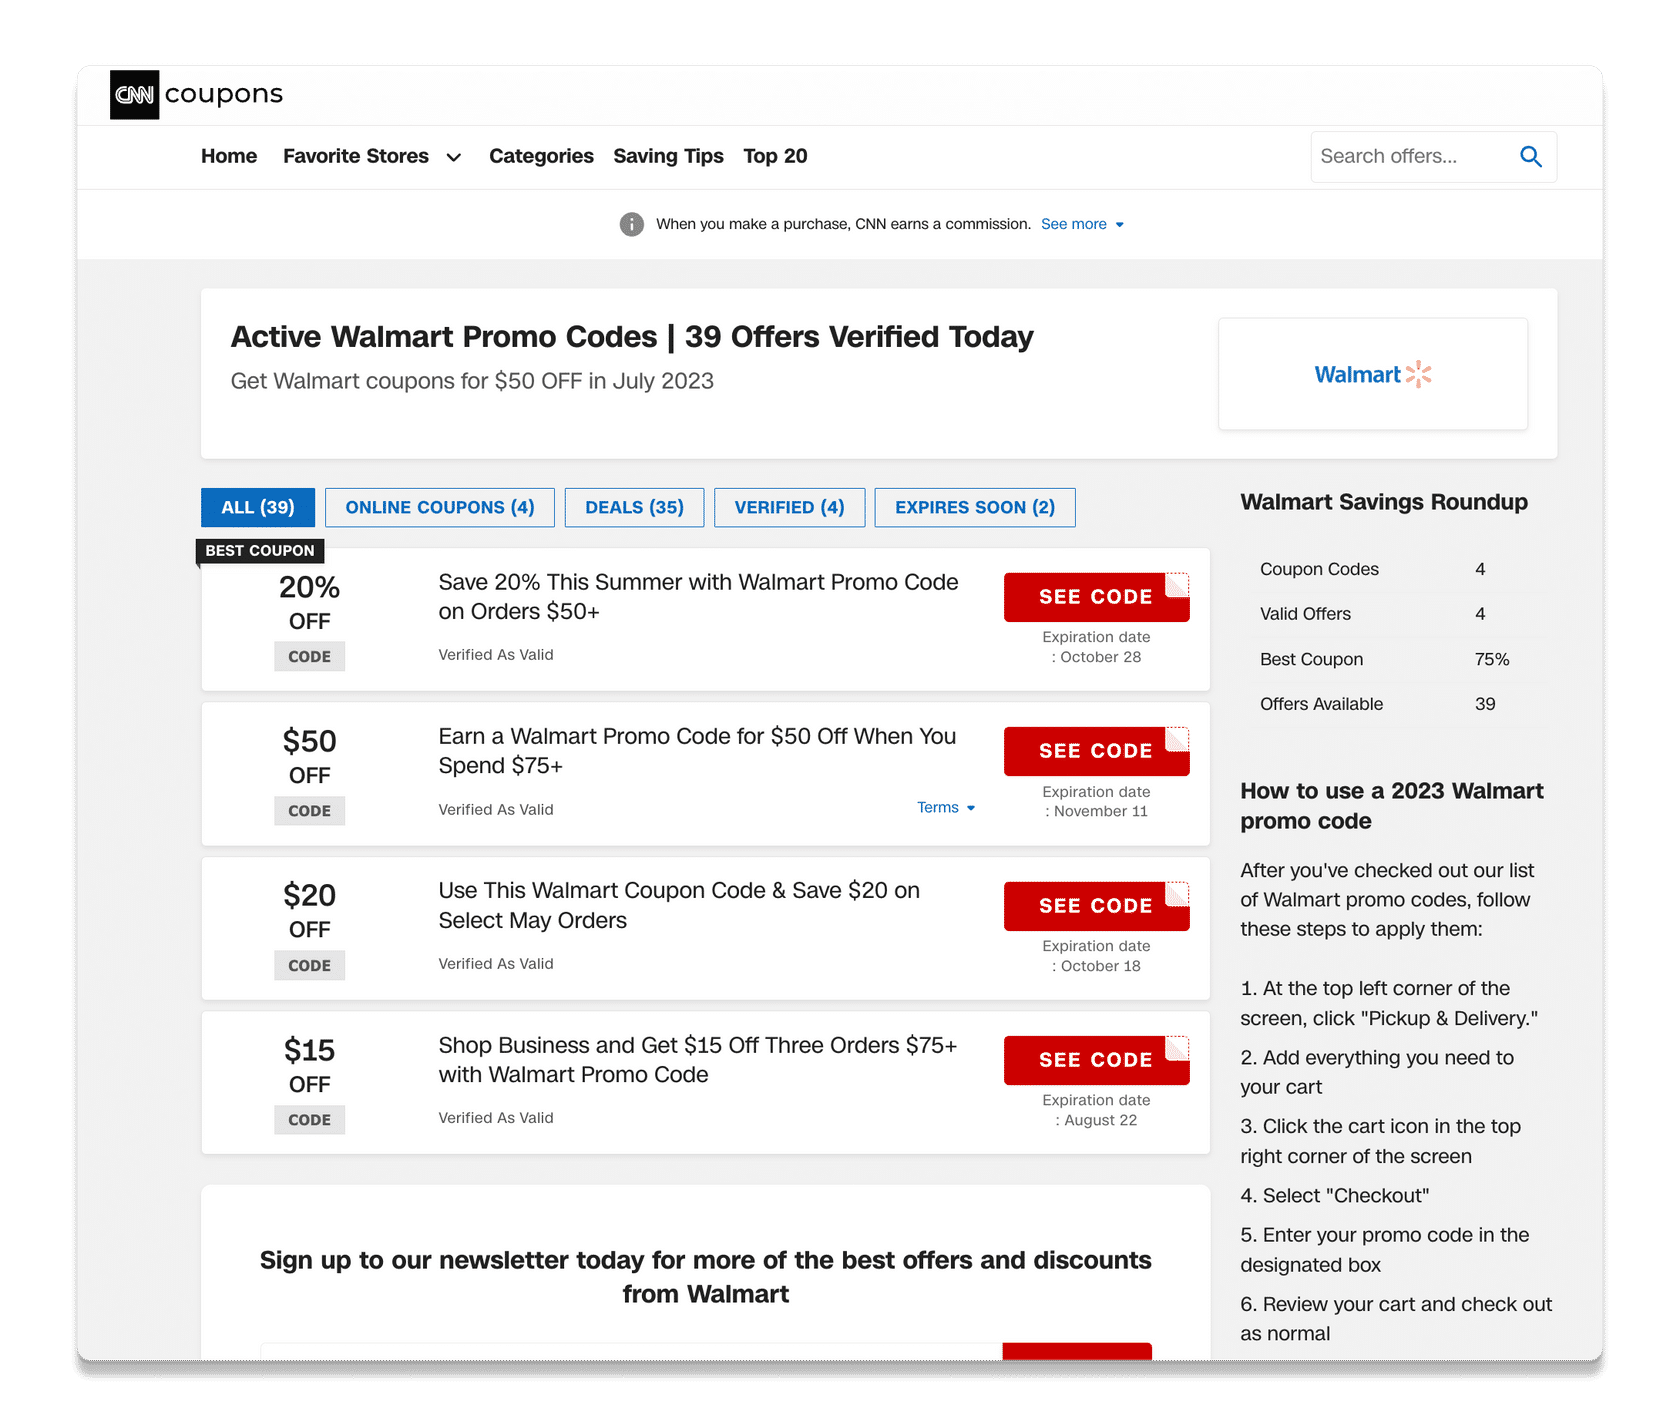 CNN coupons
Home Favorite Stores Categories Saving Tips Top 20
Search offers...
When you make a purchase, CNN earns a commission. See more
Active Walmart Promo Codes | 39 Offers Verified Today
Get Walmart coupons for $50 OFF in July 2023
Walmart
ALL (39) ONLINE COUPONS (4) DEALS (35) VERIFIED (4) EXPIRES SOON (2)
BEST COUPON
20%
OFF
CODE
Save 20% This Summer with Walmart Promo Code
on Orders $50+
Verified As Valid
SEE CODE
Expiration date
: October 28
$50
OFF
CODE
Earn a Walmart Promo Code for $50 Off When You
Spend $75+
Verified As Valid
Terms
SEE CODE
Expiration date
: November 11
$20
OFF
CODE
Use This Walmart Coupon Code & Save $20 on
Select May Orders
Verified As Valid
SEE CODE
Expiration date
: October 18
$15
OFF
CODE
Shop Business and Get $15 Off Three Orders $75+
with Walmart Promo Code
Verified As Valid
SEE CODE
Expiration date
: August 22
Sign up to our newsletter today for more of the best offers and discounts
from Walmart
Walmart Savings Roundup
Coupon Codes 4
Valid Offers 4
Best Coupon 75%
Offers Available 39
How to use a 2023 Walmart
promo code
After you've checked out our list
of Walmart promo codes, follow
these steps to apply them:
1. At the top left corner of the
screen, click "Pickup & Delivery."
2. Add everything you need to
your cart
3. Click the cart icon in the top
right corner of the screen
4. Select "Checkout"
5. Enter your promo code in the
designated box
6. Review your cart and check out
as normal